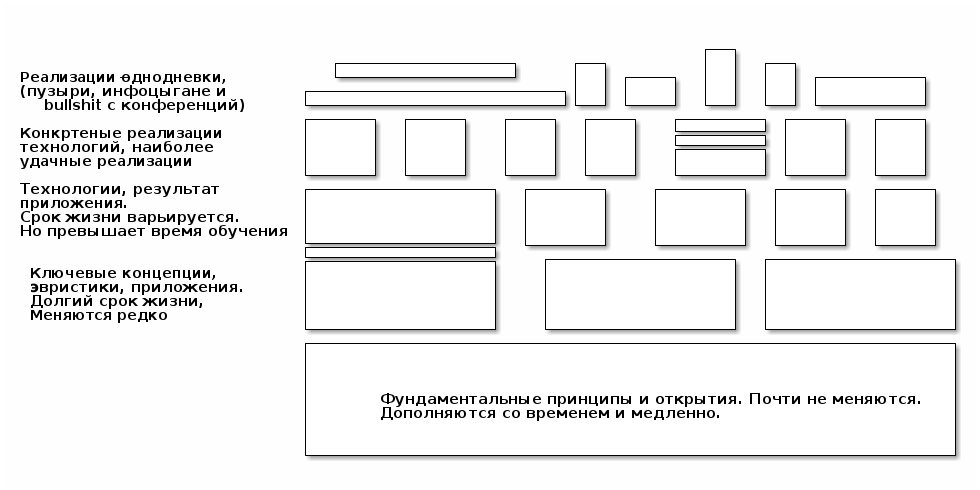 Реализации однодневки,
(пузыри, инфоцыгане и
bullshit с конференций)
Конкртеные реализации
технологий, наиболее
удачные реализации
Технологии, результат
приложения.
Срок жизни варьируется.
Но превышает время обучения
Ключевые концепции,
эвристики, приложения.
Долгий срок жизни,
Меняются редко
Фундаментальные принципы и открытия. Почти не меняются.
Дополняются со временем и медленно.